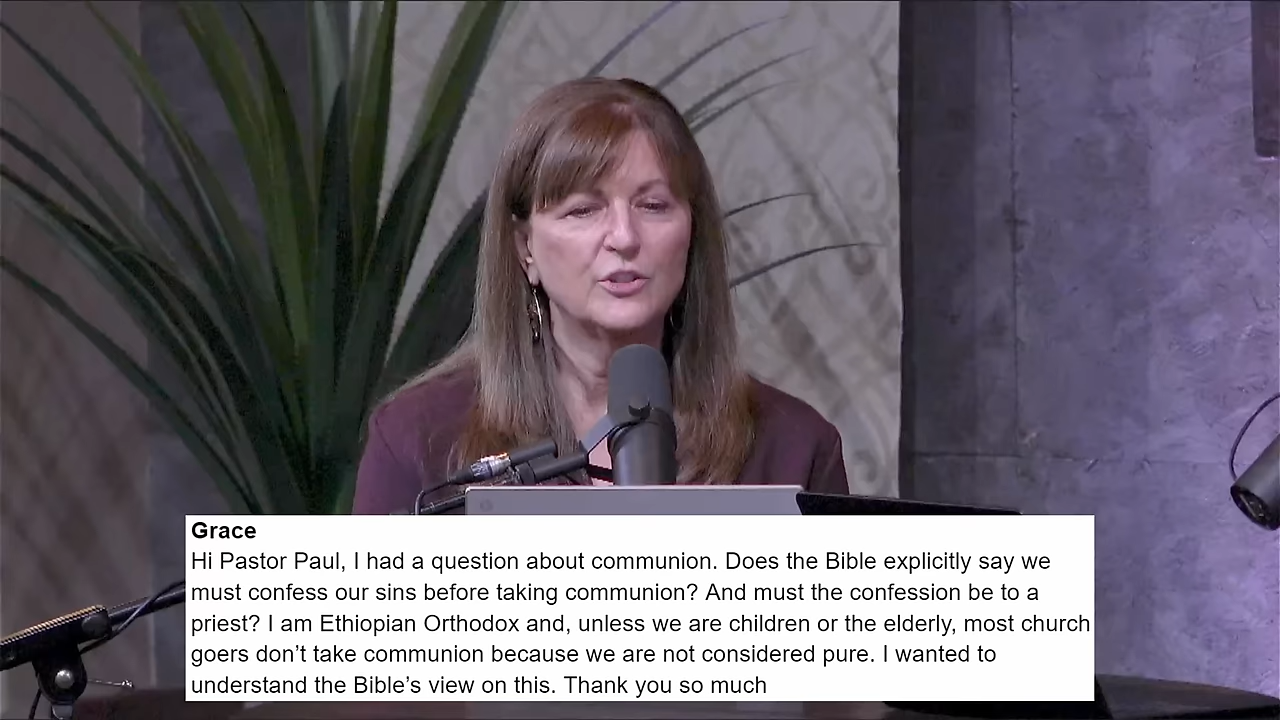 Grace
Hi Pastor Paul, I had a question about communion. Does the Bible explicitly say we
must confess our sins before taking communion? And must the confession be to a
priest? I am Ethiopian Orthodox and, unless we are children or the elderly, most church
goers don’t take communion because we are not considered pure. I wanted to
understand the Bible’s view on this. Thank you so much